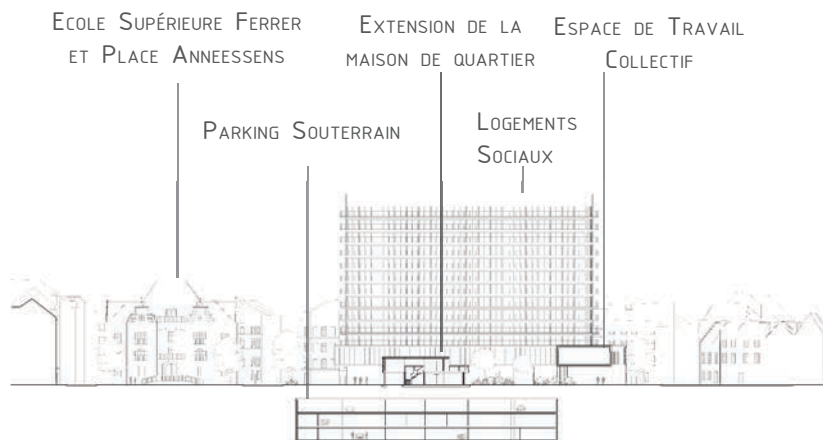 Ecole Supérieure Ferrer
et Place Anneessens
Extension de la
maison de quartier
Espace de Travail
Collectif
Parking Souterrain
Logements
Sociaux